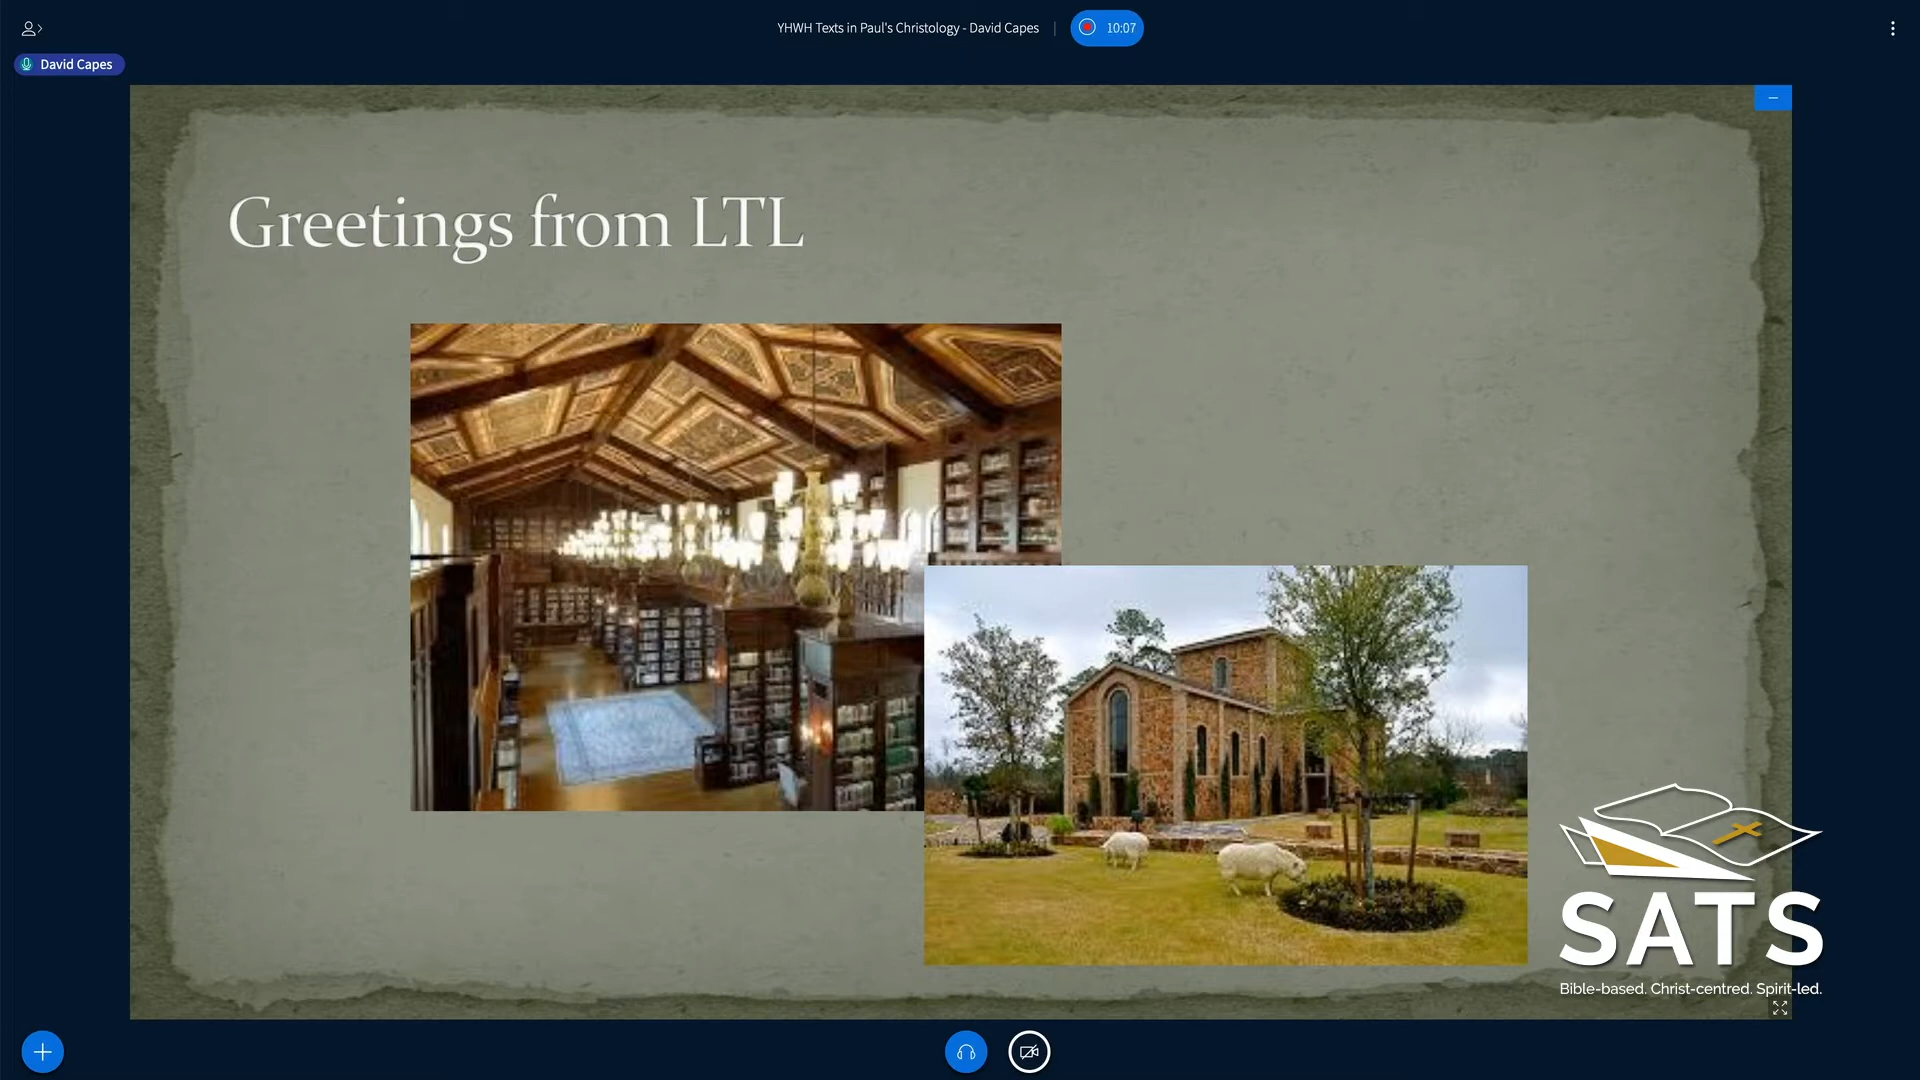 YHWH Texts in Paul's Christology - David Capes
10:07
David Capes
Greetings from LTL
SATS
Bible-based. Christ-centred. Spirit-led.